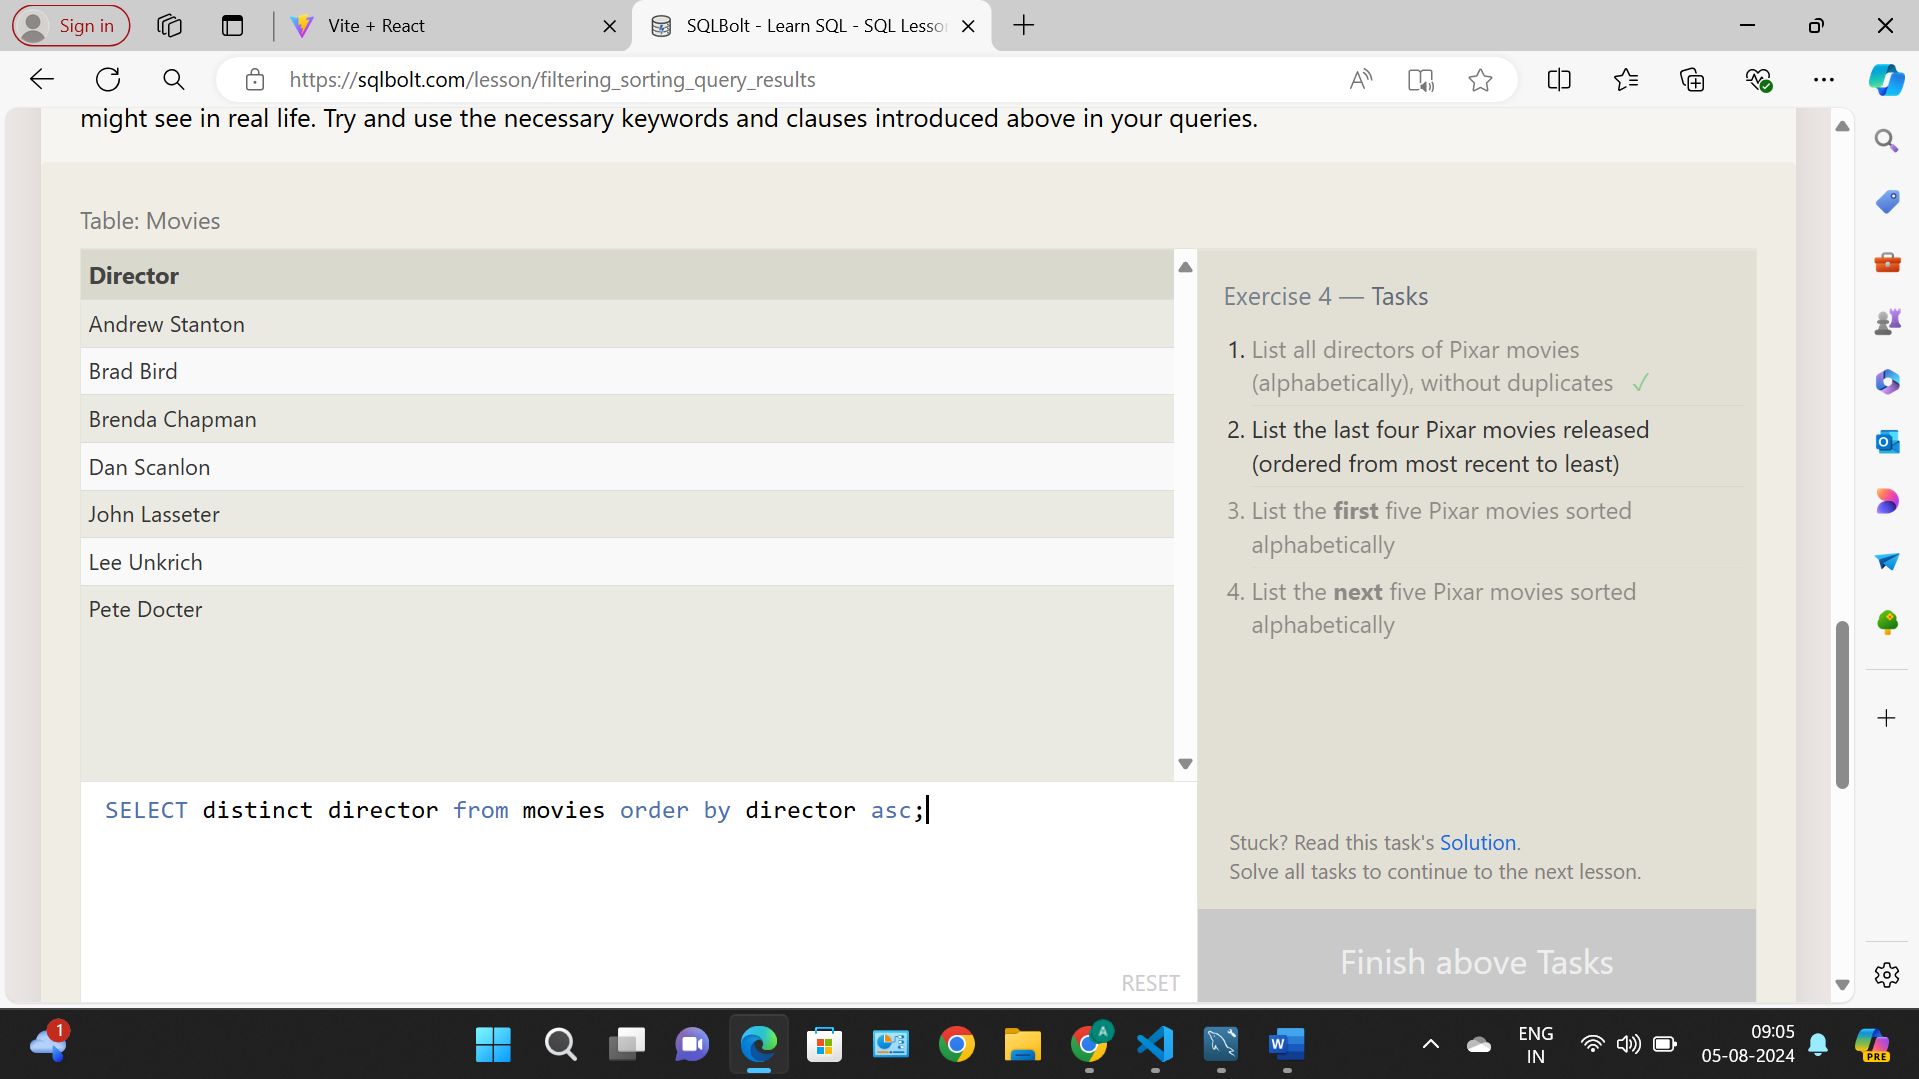 Sign in
Vite + React
SQLBolt - Learn SQL - SQL Lesso
https://sqlbolt.com/lesson/filtering_sorting_query_results
might see in real life. Try and use the necessary keywords and clauses introduced above in your queries.
Table: Movies
Director
Andrew Stanton
Brad Bird
Brenda Chapman
Dan Scanlon
John Lasseter
Lee Unkrich
Pete Docter
SELECT distinct director from movies order by director asc;
RESET
Exercise 4 — Tasks
1. List all directors of Pixar movies
(alphabetically), without duplicates ✓
2. List the last four Pixar movies released
(ordered from most recent to least)
3. List the first five Pixar movies sorted
alphabetically
4. List the next five Pixar movies sorted
alphabetically
Stuck? Read this task's Solution.
Solve all tasks to continue to the next lesson.
Finish above Tasks
1
A
W
ENG
IN
09:05
05-08-2024
PRE